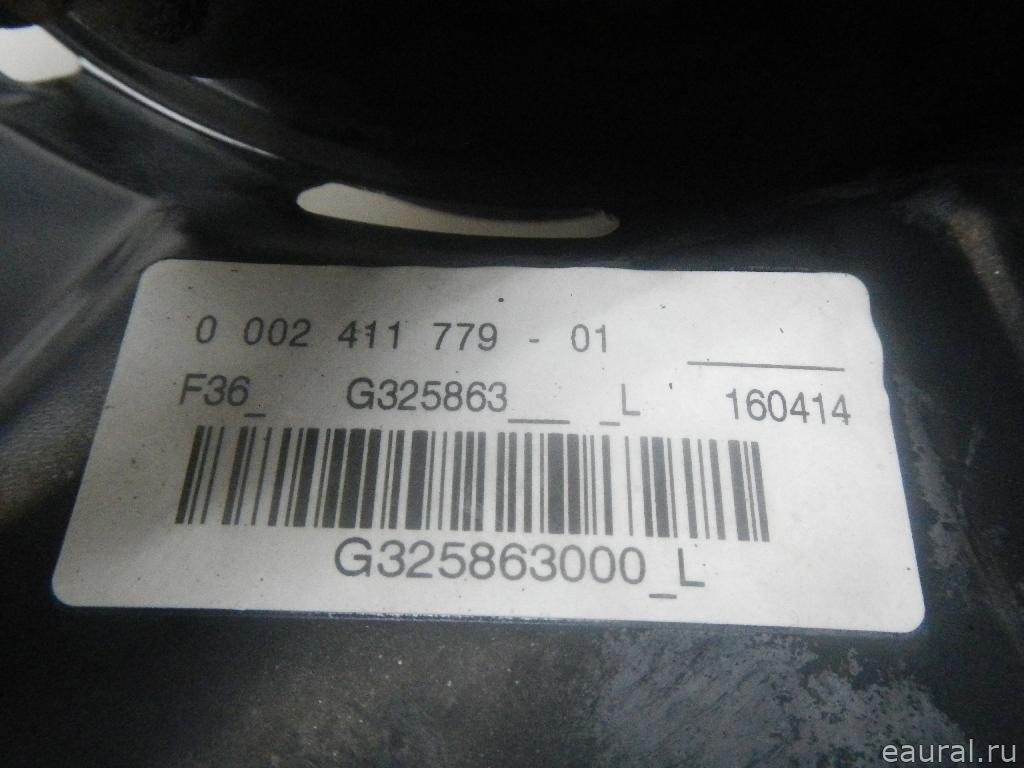 0 002 411 779 - 01
F36_ G325863___ _L 160414
G325863000_L
eaural.ru